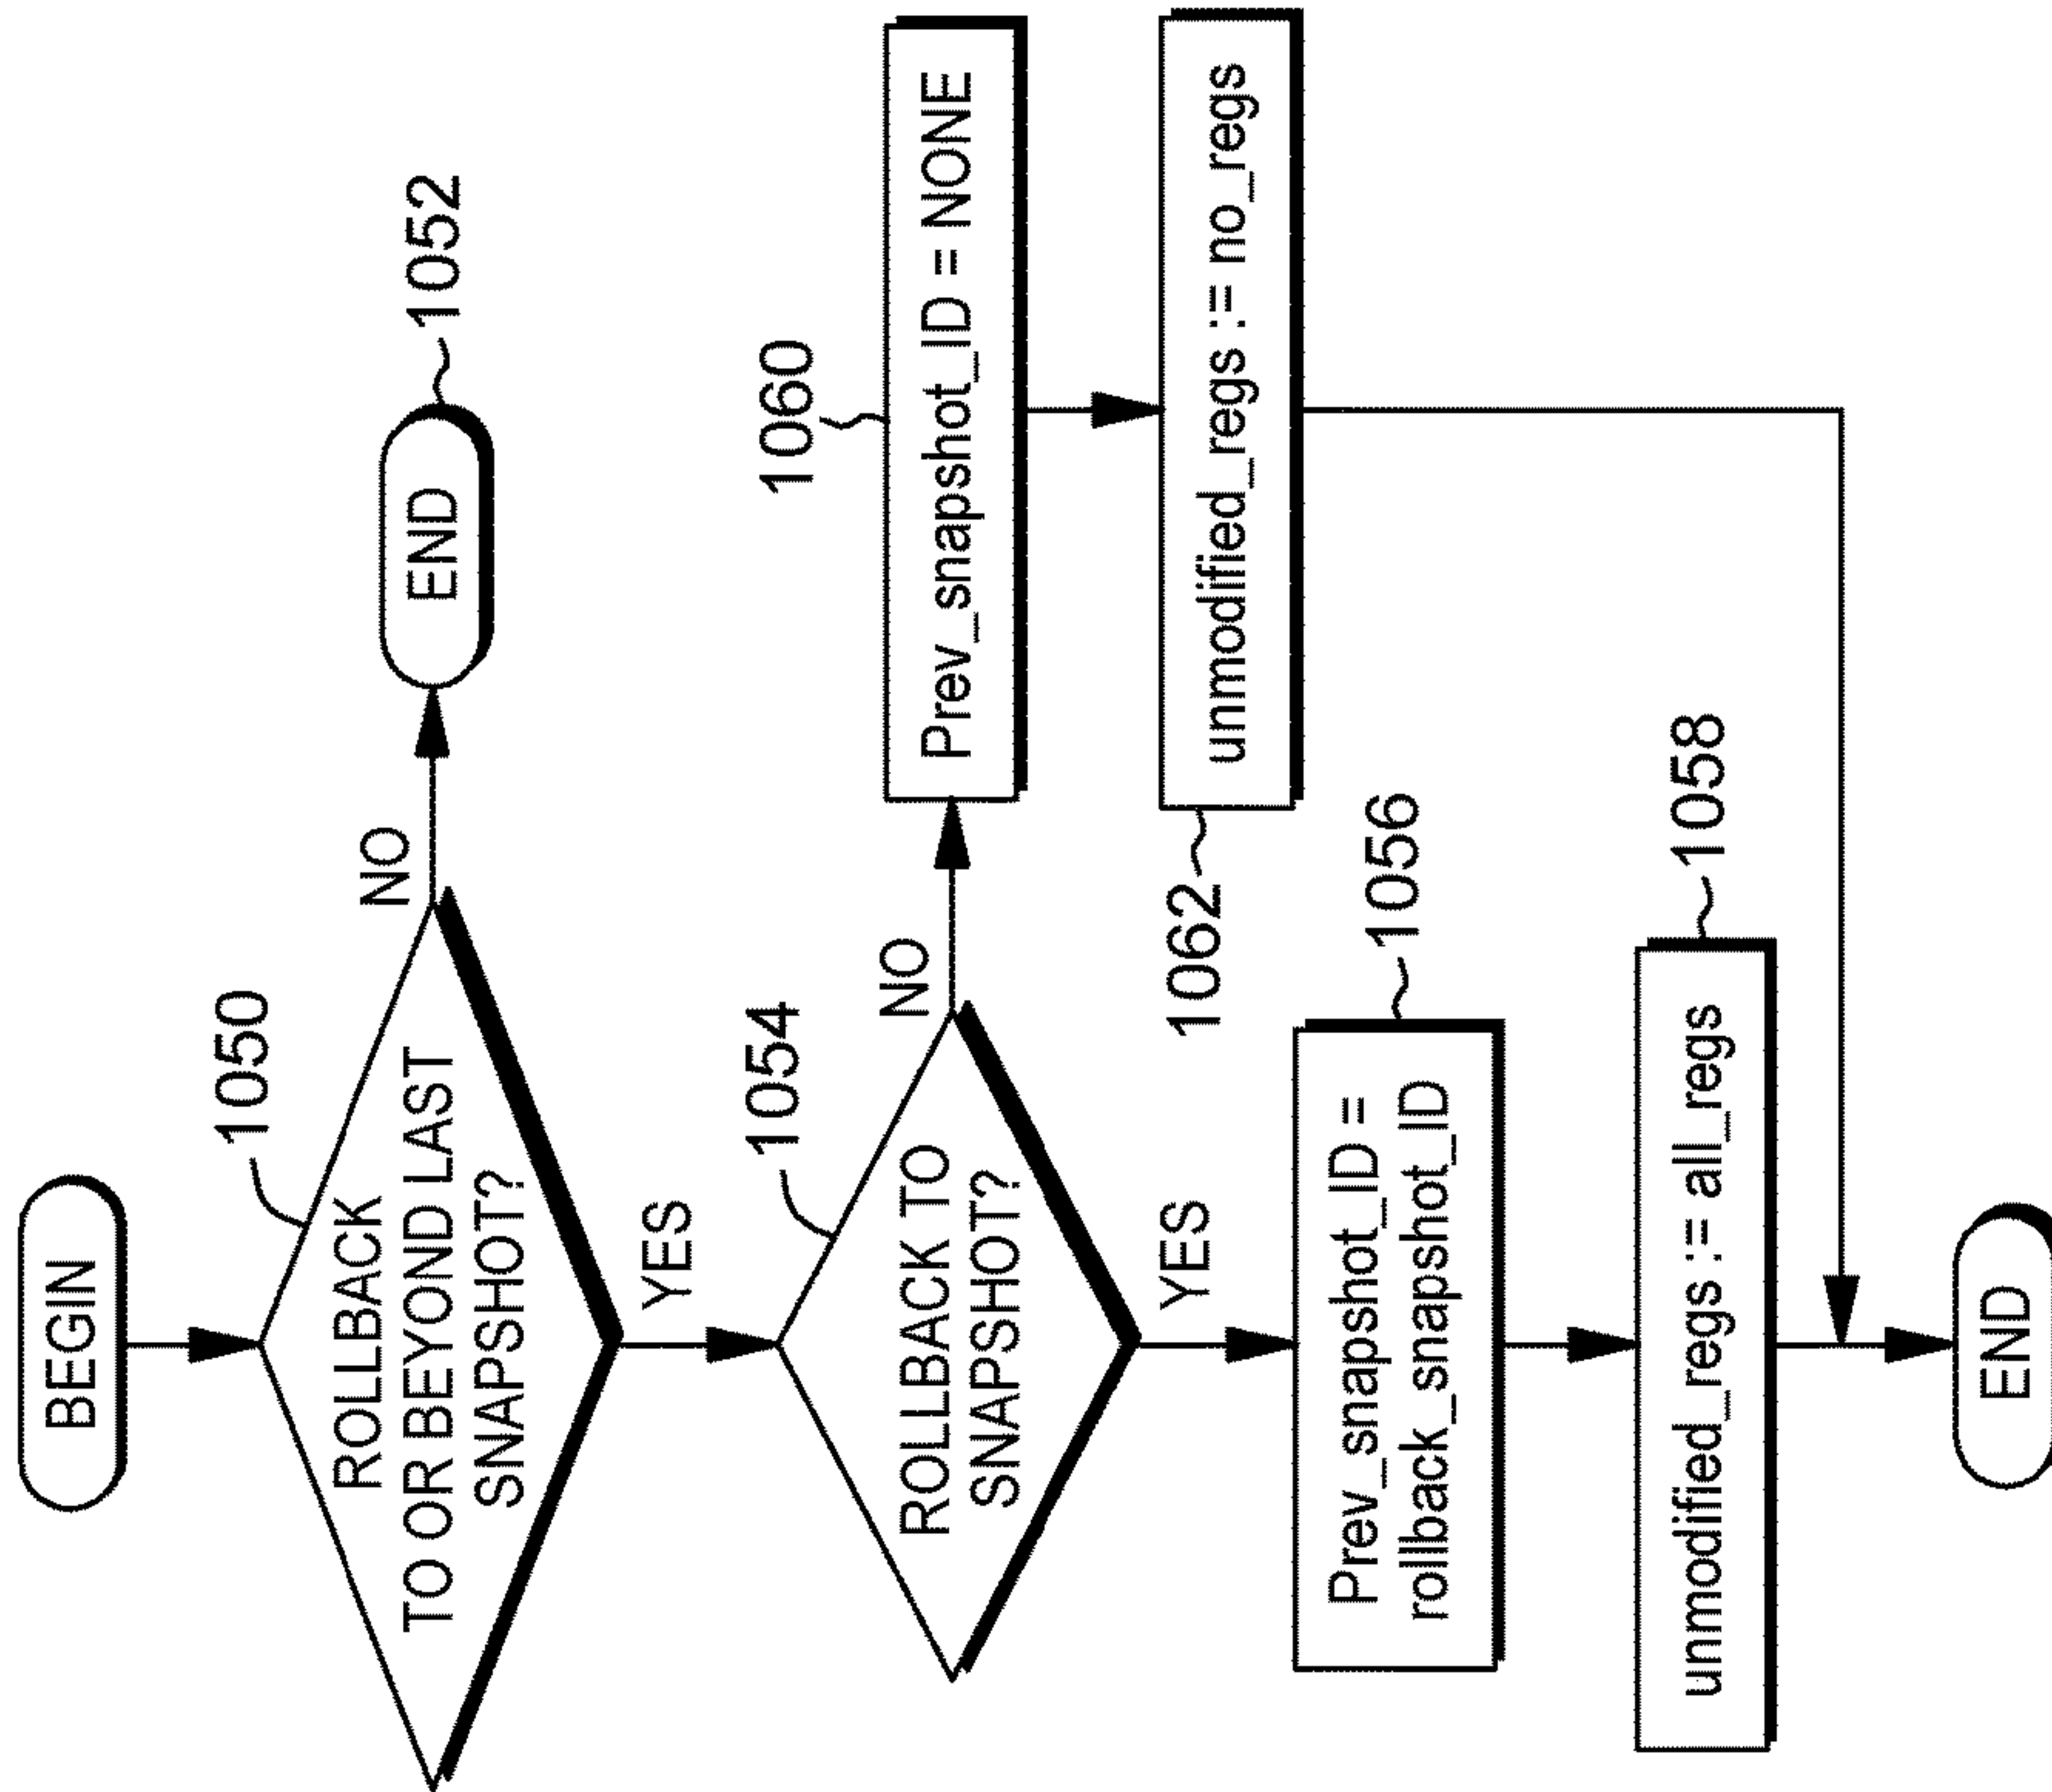 BEGIN
1050
ROLLBACK
TO OR BEYOND LAST
SNAPSHOT?
NO
END
1052
YES
1054
ROLLBACK TO
SNAPSHOT?
NO
1060
Prev_snapshot_ID = NONE
1062
unmodified_regs := no_regs
YES
1056
Prev_snapshot_ID =
rollback_snapshot_ID
1058
unmodified_regs := all_regs
END